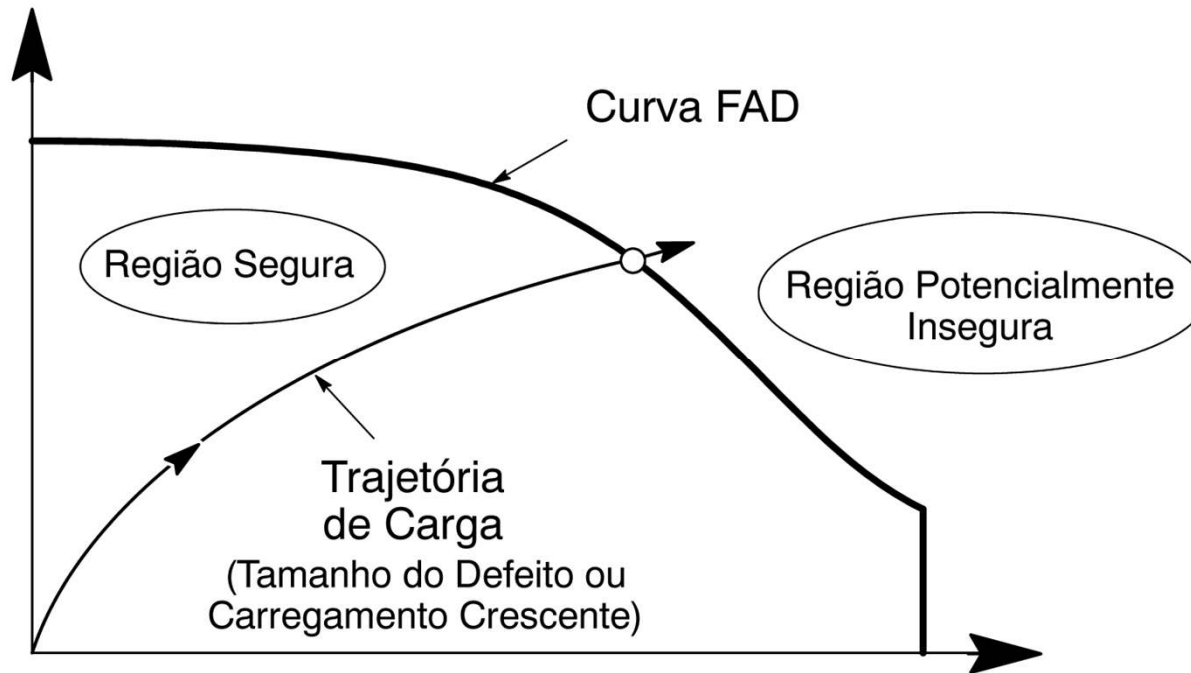 Curva FAD
Região Segura
Região Potencialmente
Insegura
Trajetória
de Carga
(Tamanho do Defeito ou
Carregamento Crescente)